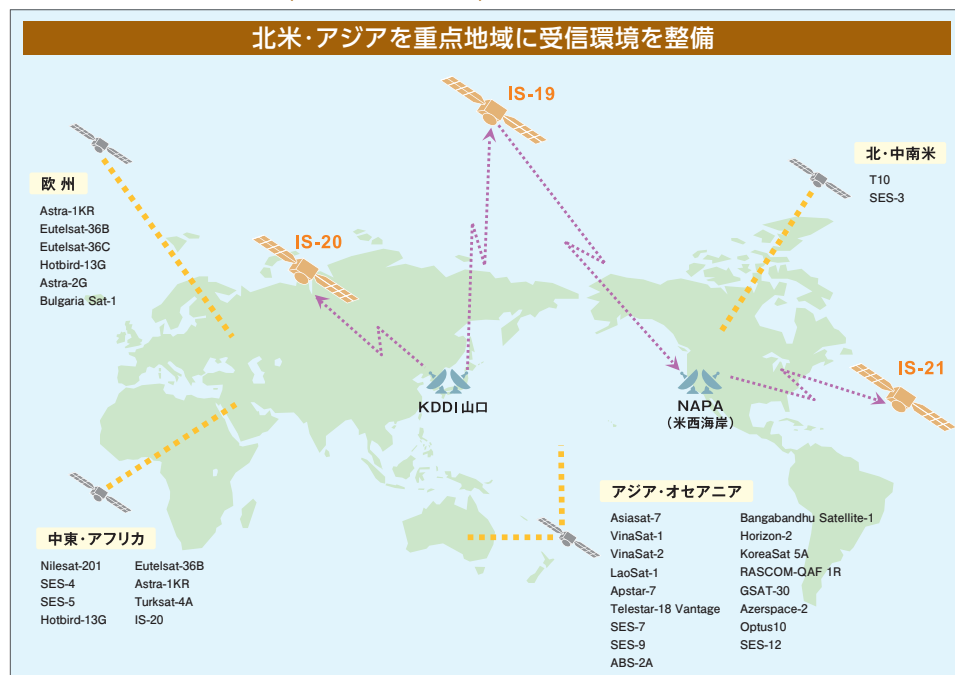 北米・アジアを重点地域に受信環境を整備
IS-19
北・中南米
T10
SES-3
欧 州
Astra-1KR
Eutelsat-36B
Eutelsat-36C
Hotbird-13G
Astra-2G
Bulgaria Sat-1
IS-20
IS-21
KDDI山口
NAPA
（米西海岸）
中東・アフリカ
Nilesat-201
SES-4
SES-5
Hotbird-13G
Eutelsat-36B
Astra-1KR
Turksat-4A
IS-20
アジア・オセアニア
Asiasat-7
VinaSat-1
VinaSat-2
LaoSat-1
Apstar-7
Telestar-18 Vantage
SES-7
SES-9
ABS-2A
Bangabandhu Satellite-1
Horizon-2
KoreaSat 5A
RASCOM-QAF 1R
GSAT-30
Azerspace-2
Optus10
SES-12